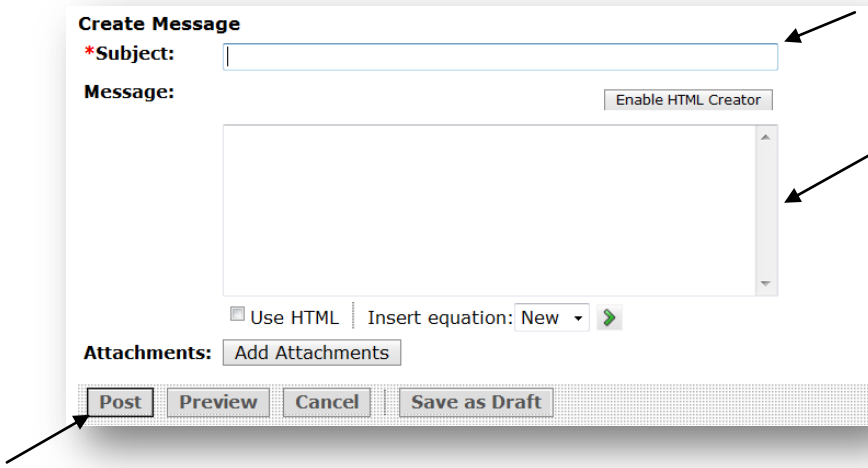 Create Message
*Subject:
Message:
Enable HTML Creator
Use HTML Insert equation: New
Attachments: Add Attachments
Post Preview Cancel Save as Draft